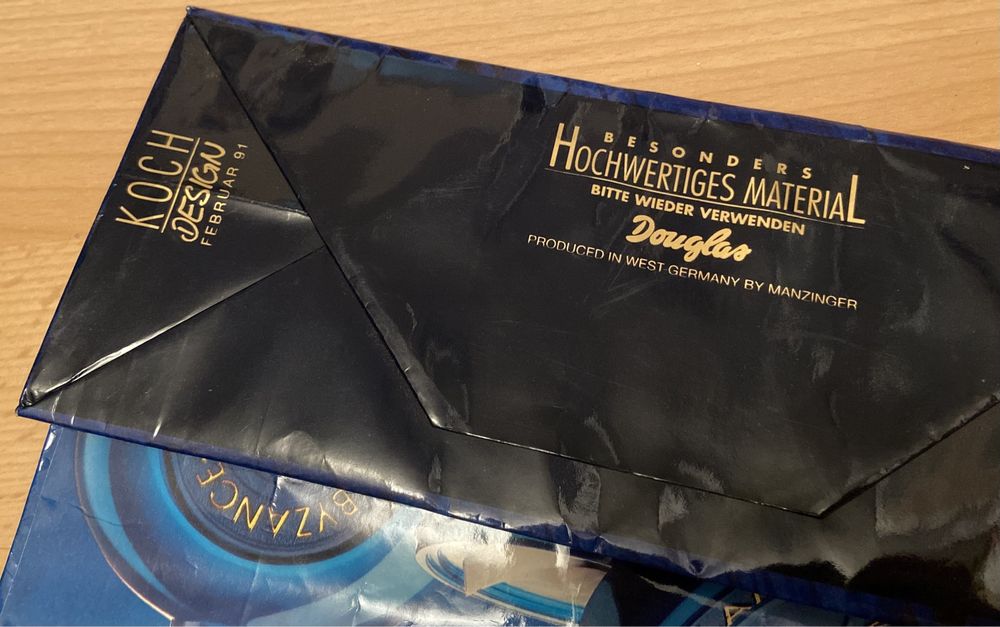 KOCH
DESIGN
FEBRUAR 91
BESONDERS
HOCHWERTIGES MATERIAL
BITTE WIEDER VERWENDEN
Douglas
PRODUCED IN WEST GERMANY BY MANZINGER
BYZANCE